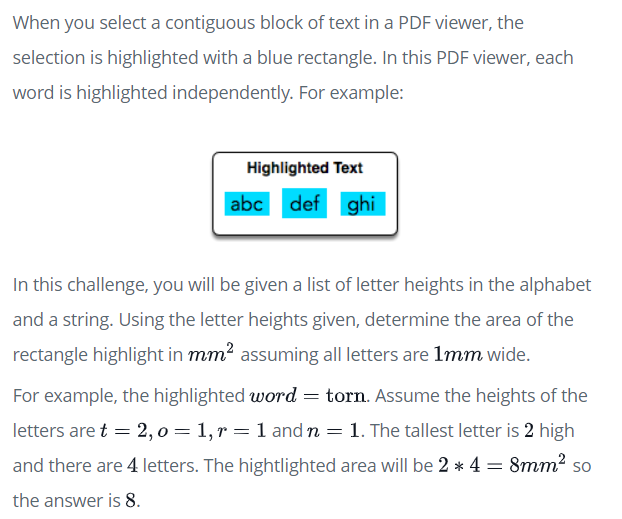 When you select a contiguous block of text in a PDF viewer, the
selection is highlighted with a blue rectangle. In this PDF viewer, each
word is highlighted independently. For example:
Highlighted Text
abc def ghi
In this challenge, you will be given a list of letter heights in the alphabet
and a string. Using the letter heights given, determine the area of the
rectangle highlight in mm² assuming all letters are 1mm wide.
For example, the highlighted word = torn. Assume the heights of the
letters are t = 2, o = 1, r = 1 and n = 1. The tallest letter is 2 high
and there are 4 letters. The hightlighted area will be 2 * 4 = 8mm² so
the answer is 8.